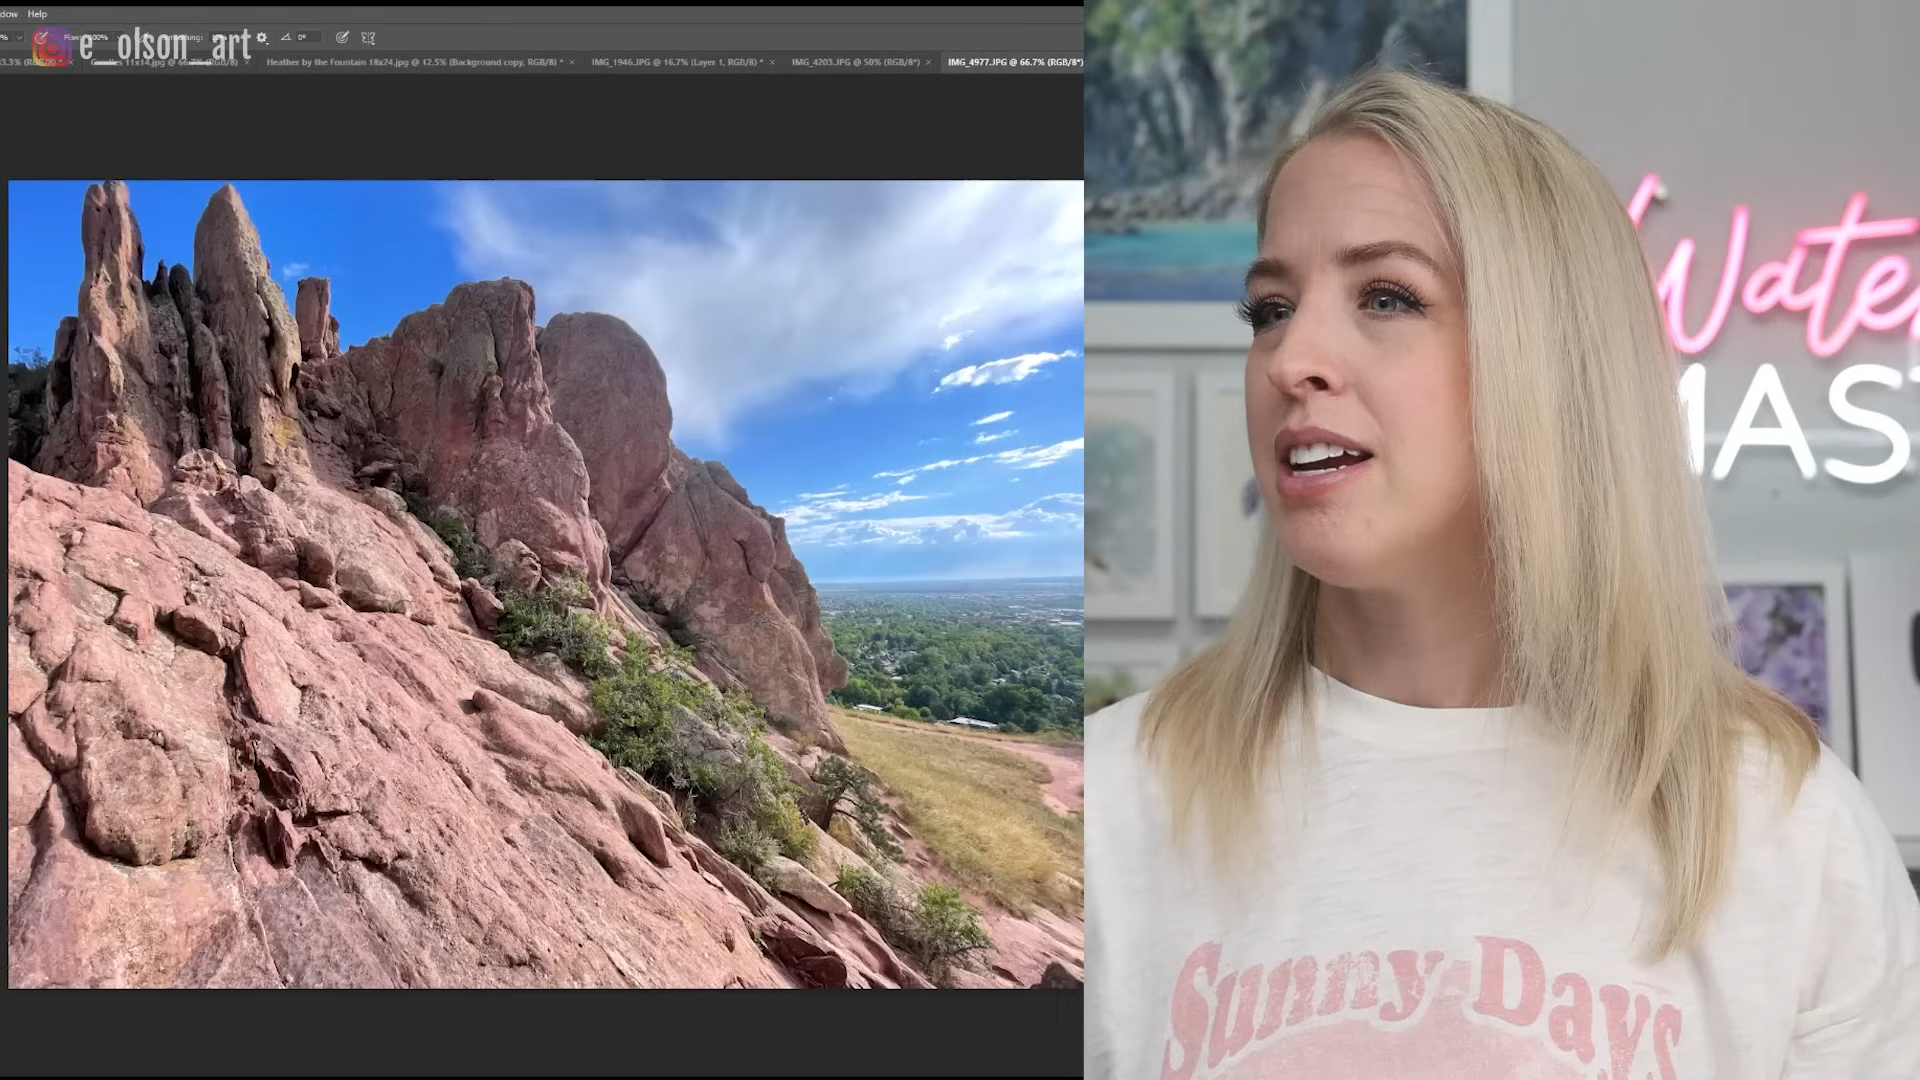 dow Help
e_olson_art
0°
Heather by the Fountain 18x24.jpg @ 12.5% (Background copy, RGB/8) *
IMG_1946.JPG @ 16.7% (Layer 1, RGB/8) *
IMG_4203.JPG @ 50% (RGB/8*)
IMG_4977.JPG @ 66.7% (RGB/8*)
Wate
MAST
Sunny Days